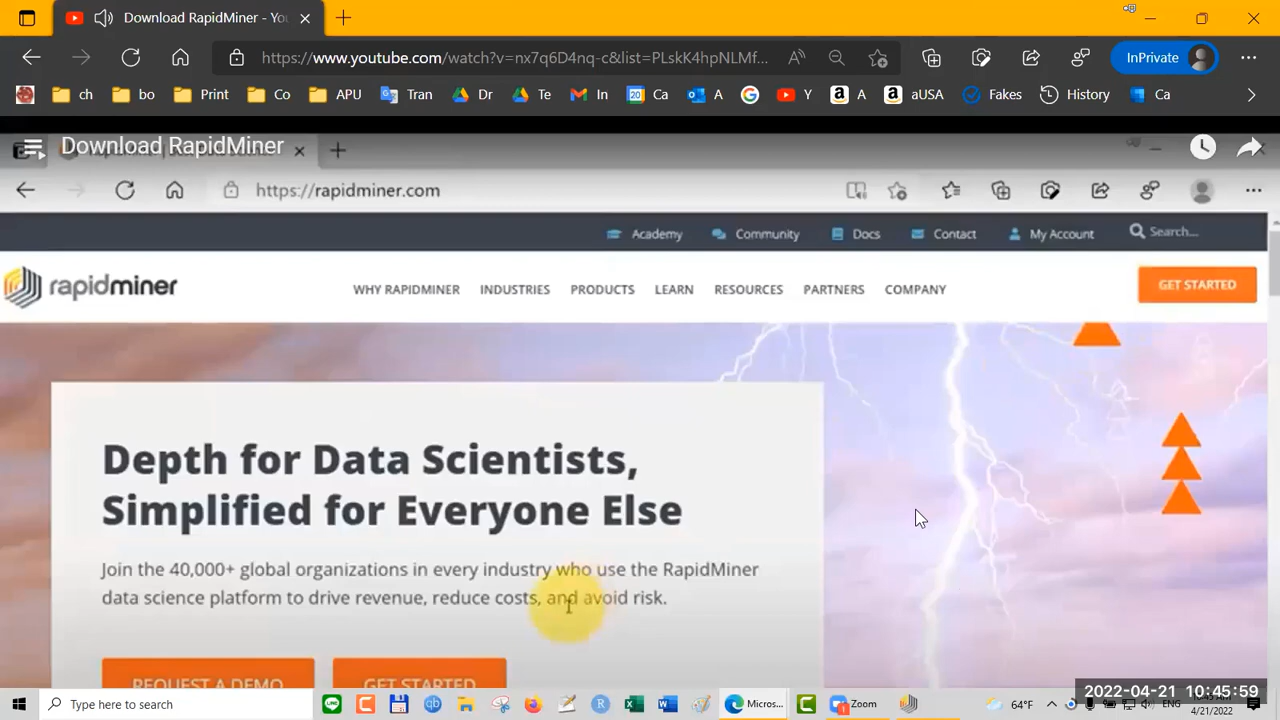 Download RapidMiner - You
https://www.youtube.com/watch?v=nx7q6D4nq-c&list=PLskK4hpNLMf...
InPrivate
ch
bo
Print
Co
APU
Tran
Dr
Te
In
Ca
A
Y
A
aUSA
Fakes
History
Ca
Download RapidMiner
https://rapidminer.com
Academy
Community
Docs
Contact
My Account
Search...
rapidminer
WHY RAPIDMINER
INDUSTRIES
PRODUCTS
LEARN
RESOURCES
PARTNERS
COMPANY
GET STARTED
Depth for Data Scientists,
Simplified for Everyone Else
Join the 40,000+ global organizations in every industry who use the RapidMiner
data science platform to drive revenue, reduce costs, and avoid risk.
REQUEST A DEMO
GET STARTED
Type here to search
Micros...
Zoom
64°F
ENG
2022-04-21 10:45:59
4/21/2022